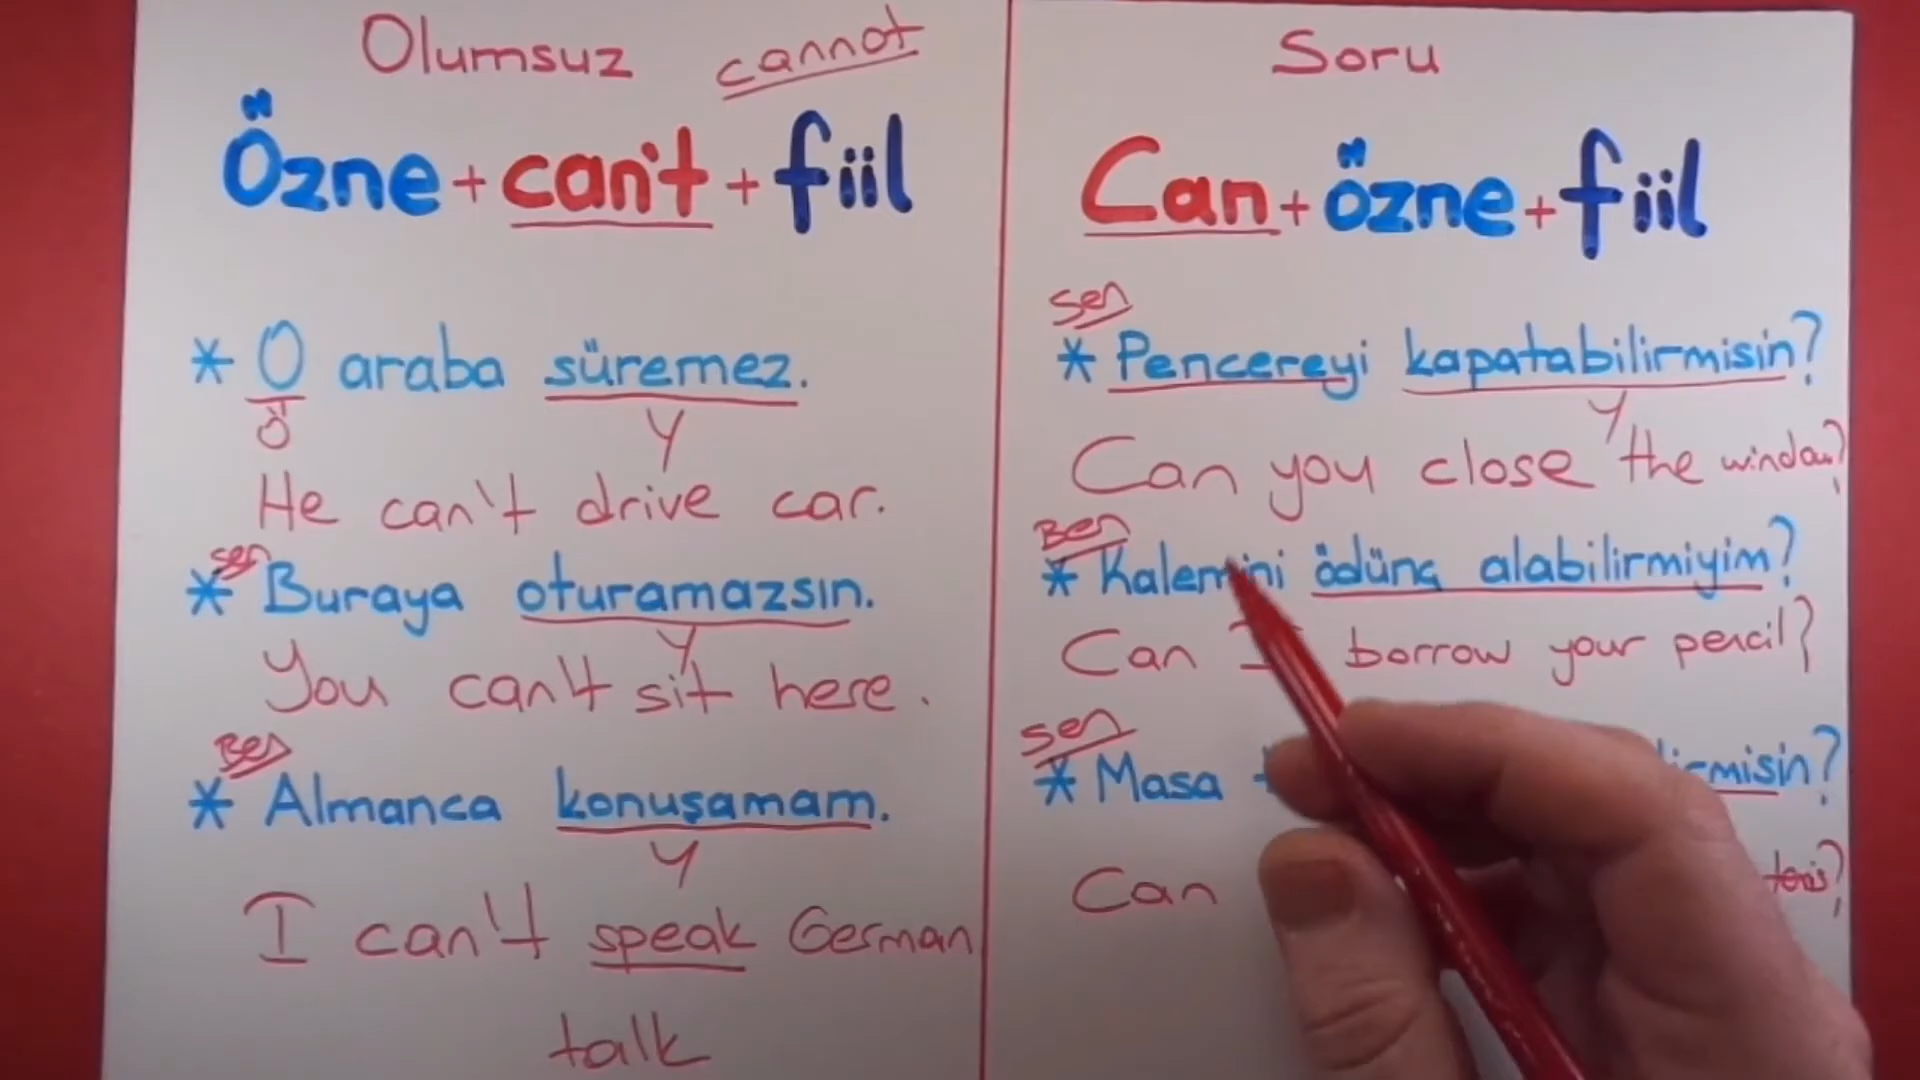 Olumsuz cannot
Özne + can't + fiil
* O araba süremez.
Ö Y
He can't drive car.
sen
* Buraya oturamazsın.
Y
You can't sit here.
Ben
* Almanca konuşamam.
Y
I can't speak German
talk
Soru
Can + özne + fiil
sen
* Pencereyi kapatabilirmisin?
Y
Can you close the window?
Ben
* Kalemini ödünç alabilirmiyim?
Can I borrow your pencil?
sen
* Masa irmisin?
Can tenis?